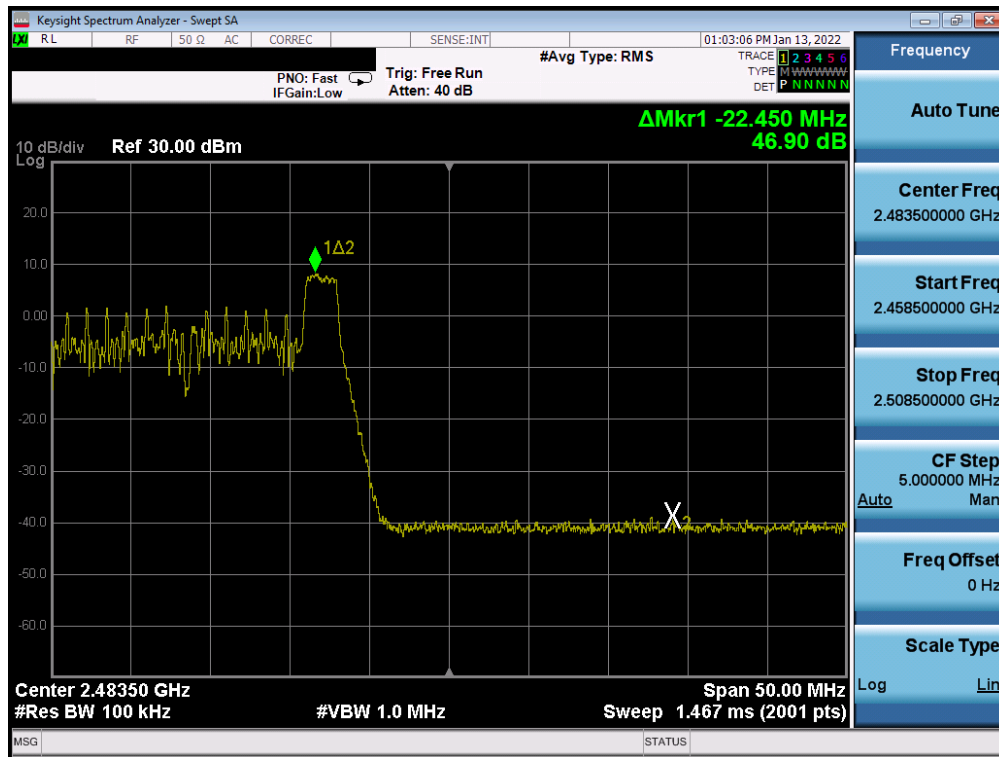 Keysight Spectrum Analyzer - Swept SA
LXI RL RF 50 Ω AC CORREC SENSE:INT 01:03:06 PM Jan 13, 2022
#Avg Type: RMS
TRACE 1 2 3 4 5 6
PNO: Fast Trig: Free Run
TYPE M W W W W W
IFGain:Low Atten: 40 dB
DET P N N N N N
ΔMkr1 -22.450 MHz
46.90 dB
10 dB/div Ref 30.00 dBm
Log
20.0
1Δ2
10.0
0.00
-10.0
-20.0
-30.0
X2
-40.0
-50.0
-60.0
Center 2.48350 GHz Span 50.00 MHz
#Res BW 100 kHz #VBW 1.0 MHz Sweep 1.467 ms (2001 pts)
MSG STATUS
Frequency
Auto Tune
Center Freq
2.483500000 GHz
Start Freq
2.458500000 GHz
Stop Freq
2.508500000 GHz
CF Step
5.000000 MHz
Auto Man
Freq Offset
0 Hz
Scale Type
Log Lin